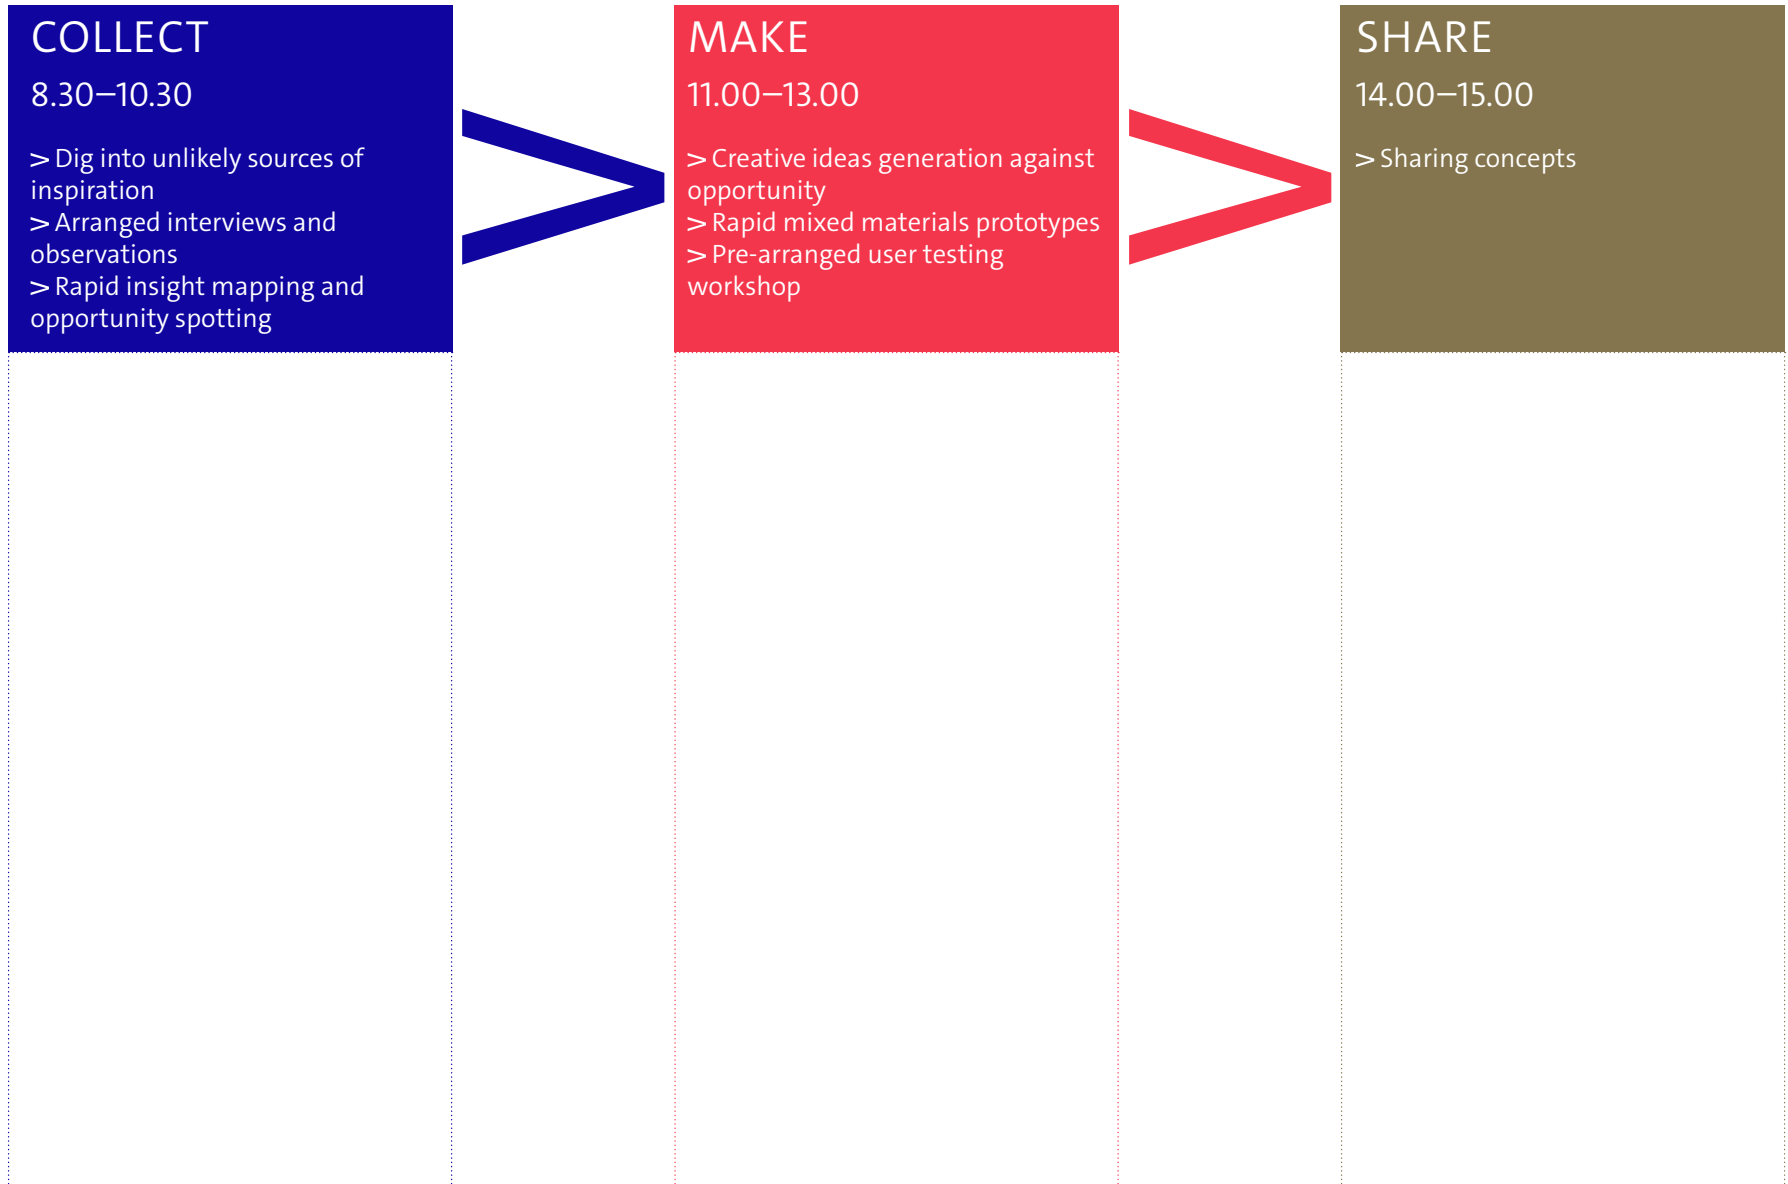 COLLECT
8.30–10.30
> Dig into unlikely sources of
inspiration
> Arranged interviews and
observations
> Rapid insight mapping and
opportunity spotting
MAKE
11.00–13.00
> Creative ideas generation against
opportunity
> Rapid mixed materials prototypes
> Pre-arranged user testing
workshop
SHARE
14.00–15.00
> Sharing concepts